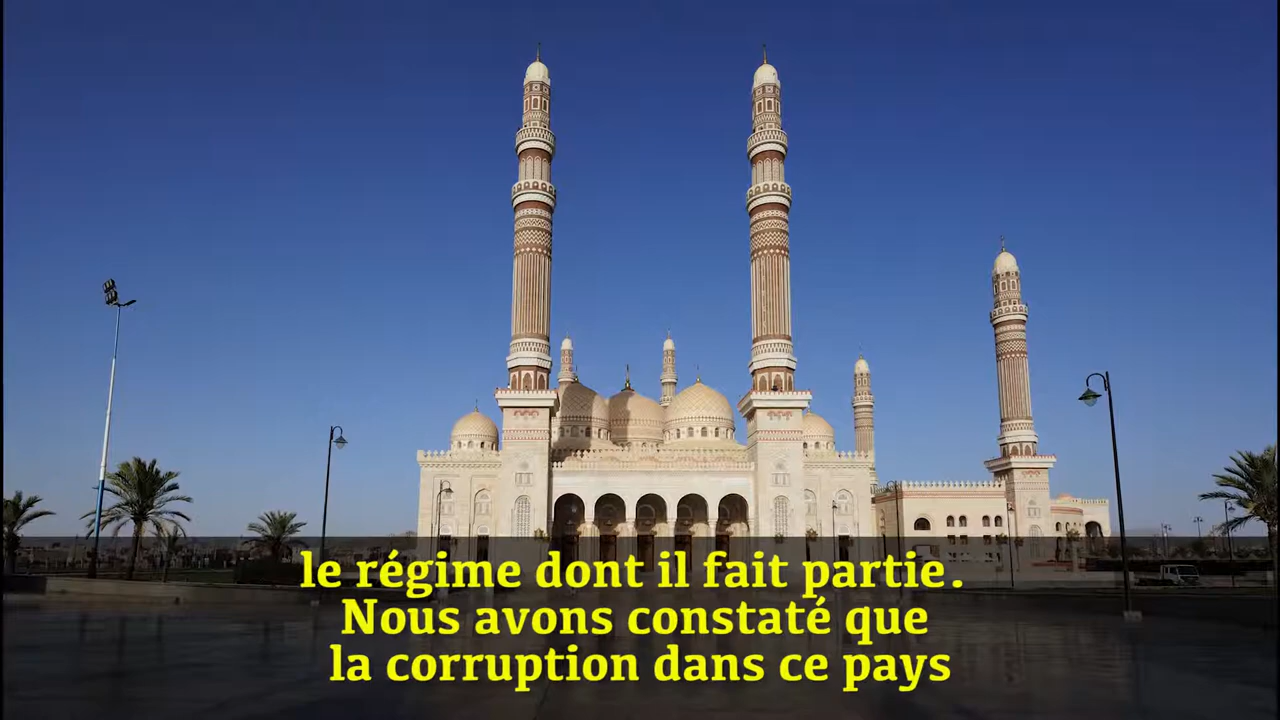 le régime dont il fait partie.
Nous avons constaté que
la corruption dans ce pays